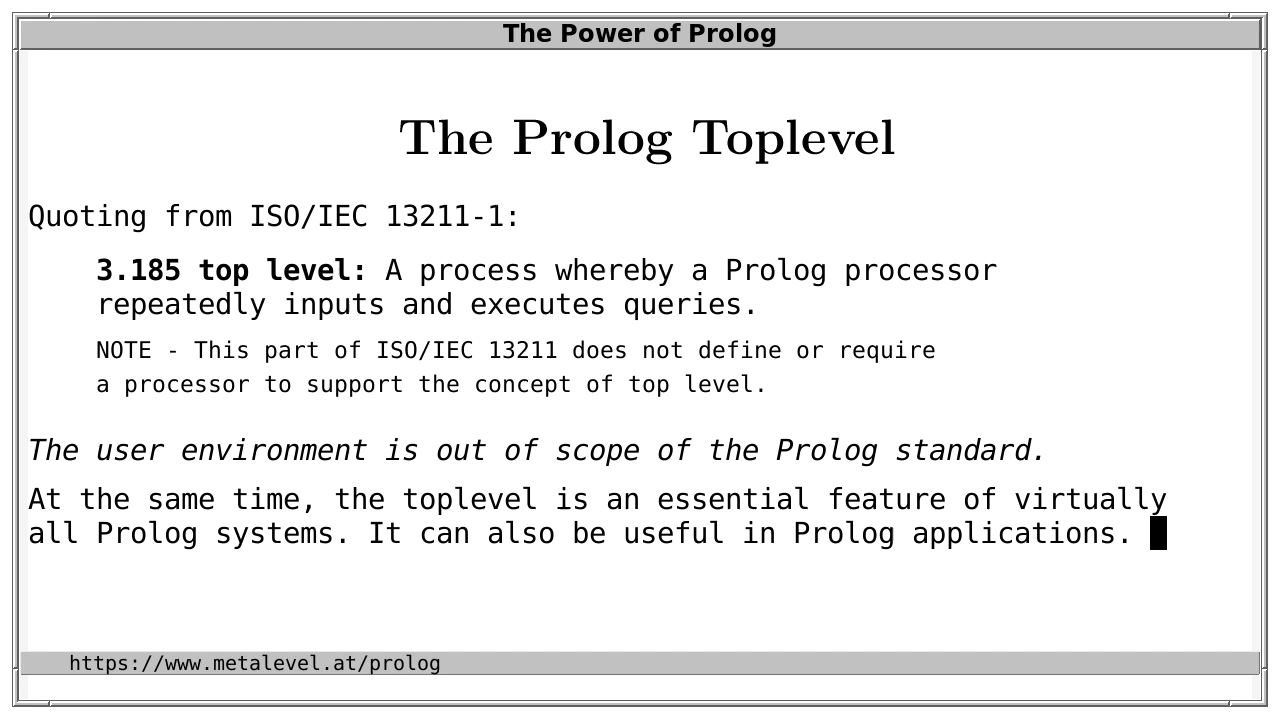 The Power of Prolog
The Prolog Toplevel
Quoting from ISO/IEC 13211-1:
3.185 top level: A process whereby a Prolog processor
repeatedly inputs and executes queries.
NOTE - This part of ISO/IEC 13211 does not define or require
a processor to support the concept of top level.
The user environment is out of scope of the Prolog standard.
At the same time, the toplevel is an essential feature of virtually
all Prolog systems. It can also be useful in Prolog applications.
https://www.metalevel.at/prolog